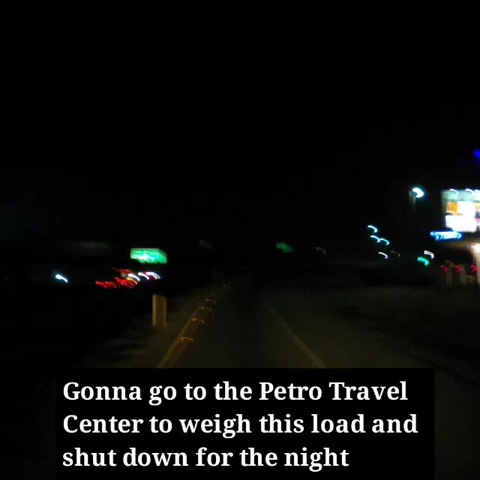 Gonna go to the Petro Travel
Center to weigh this load and
shut down for the night